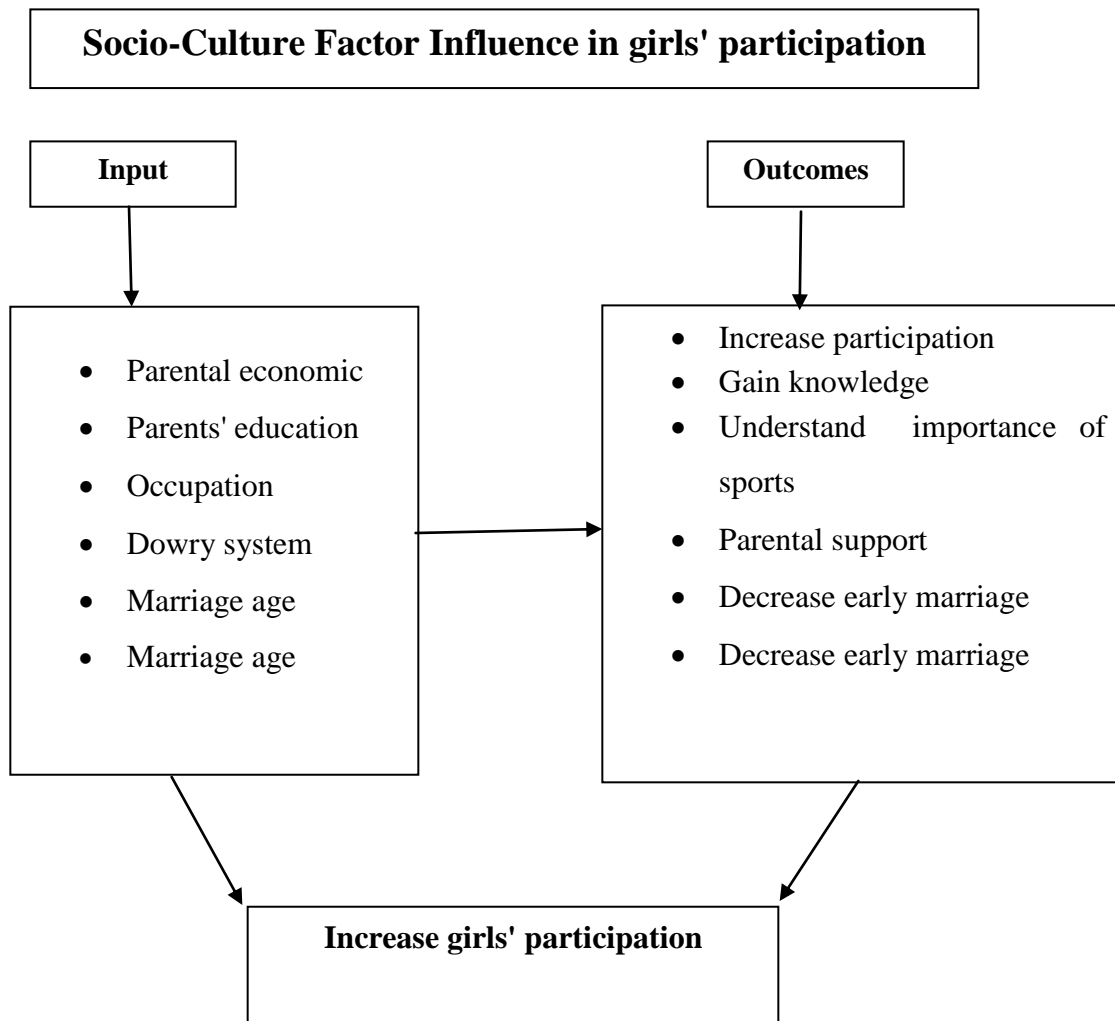 Socio-Culture Factor Influence in girls' participation
Input
Outcomes
• Parental economic
• Parents' education
• Occupation
• Dowry system
• Marriage age
• Marriage age
• Increase participation
• Gain knowledge
• Understand importance of
sports
• Parental support
• Decrease early marriage
• Decrease early marriage
Increase girls' participation